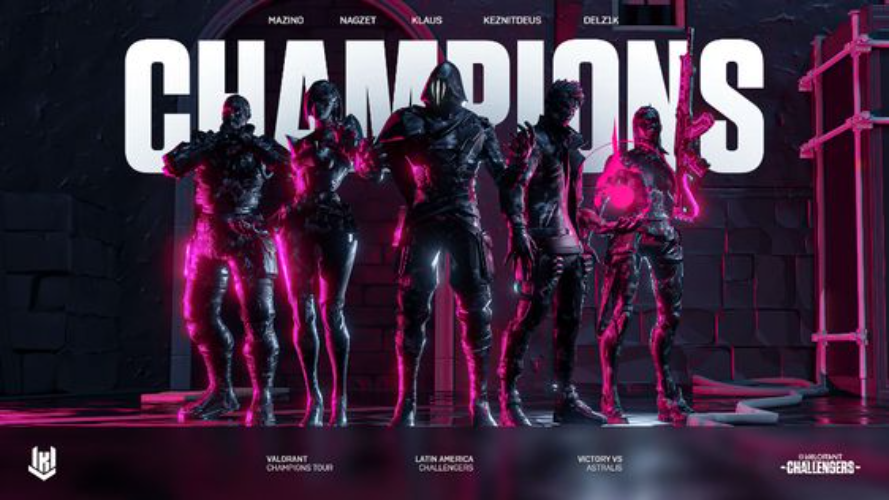 MAZINO NAGZET KLAUS KEZNITDEUS DELZ1K
CHAMPIONS
VALORANT
CHAMPIONS TOUR
LATIN AMERICA
CHALLENGERS
VICTORY VS
ASTRALIS
VALORANT
CHALLENGERS